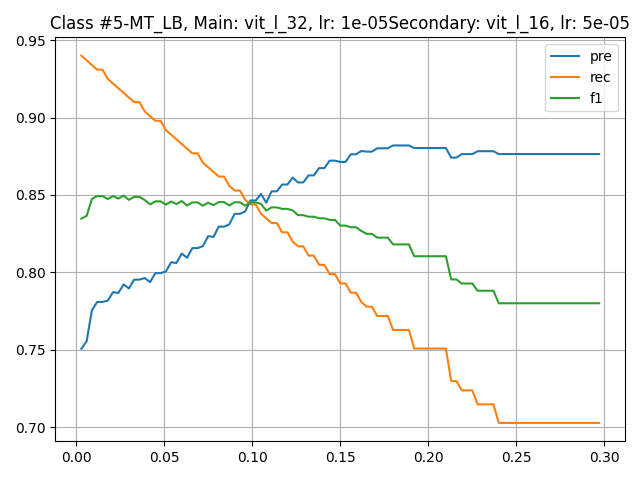 Class #5-MT_LB, Main: vit_l_32, lr: 1e-05Secondary: vit_l_16, lr: 5e-05
0.95
0.90
0.85
0.80
0.75
0.70
pre
rec
f1
0.00 0.05 0.10 0.15 0.20 0.25 0.30